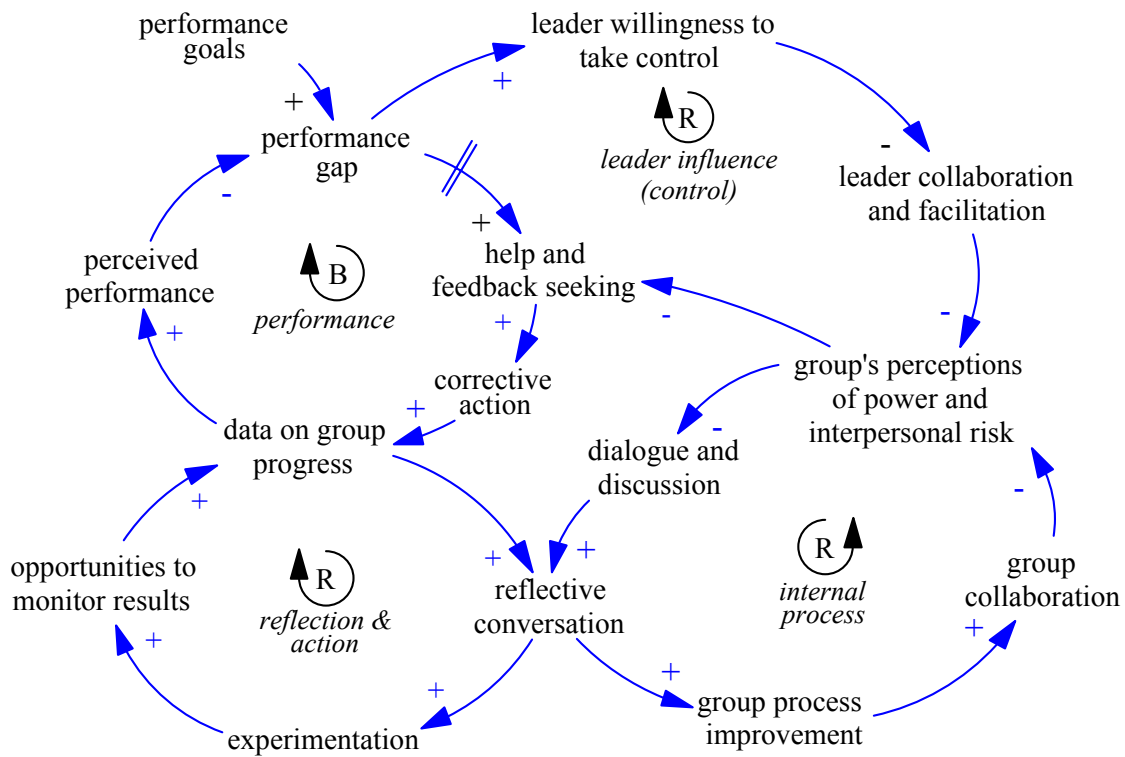 performance
goals
+
leader willingness to
take control
+
performance
gap
R
leader influence
(control)
-
leader collaboration
and facilitation
-
+
help and
feedback seeking
-
perceived
performance
B
performance
+
-
+
corrective
action
+
group's perceptions
of power and
interpersonal risk
-
data on group
progress
dialogue and
discussion
-
+
opportunities to
monitor results
R
reflection &
action
+
+
reflective
conversation
R
internal
process
group
collaboration
+
+
+
+
group process
improvement
experimentation